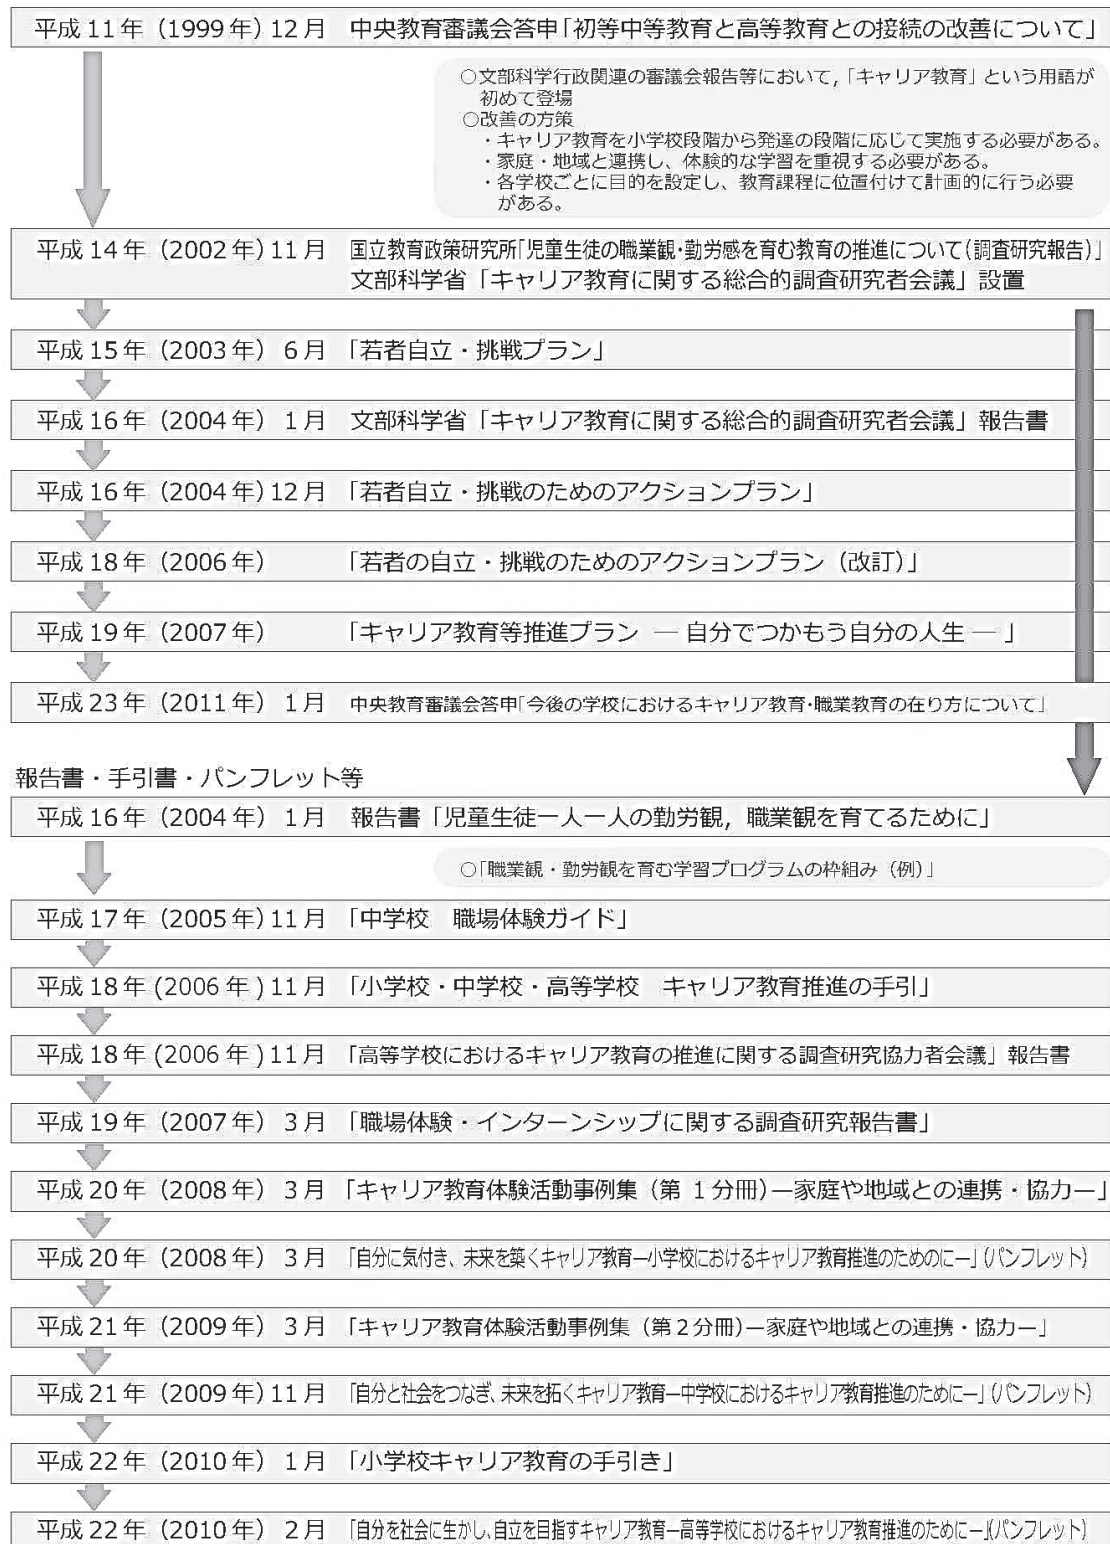 平成 11 年（1999 年）12 月　中央教育審議会答申「初等中等教育と高等教育との接続の改善について」
○文部科学行政関連の審議会報告等において，「キャリア教育」という用語が
初めて登場
○改善の方策
・キャリア教育を小学校段階から発達の段階に応じて実施する必要がある。
・家庭・地域と連携し、体験的な学習を重視する必要がある。
・各学校ごとに目的を設定し、教育課程に位置付けて計画的に行う必要
がある。
平成 14 年（2002 年）11 月　国立教育政策研究所「児童生徒の職業観・勤労感を育む教育の推進について（調査研究報告）」
文部科学省「キャリア教育に関する総合的調査研究者会議」設置
平成 15 年（2003 年） 6 月　「若者自立・挑戦プラン」
平成 16 年（2004 年） 1 月　文部科学省「キャリア教育に関する総合的調査研究者会議」報告書
平成 16 年（2004 年）12 月　「若者自立・挑戦のためのアクションプラン」
平成 18 年（2006 年）　「若者の自立・挑戦のためのアクションプラン（改訂）」
平成 19 年（2007 年）　「キャリア教育等推進プラン ― 自分でつかもう自分の人生 ― 」
平成 23 年（2011 年） 1 月　中央教育審議会答申「今後の学校におけるキャリア教育・職業教育の在り方について」
報告書・手引書・パンフレット等
平成 16 年（2004 年） 1 月　報告書「児童生徒一人一人の勤労観，職業観を育てるために」
○「職業観・勤労観を育む学習プログラムの枠組み（例）」
平成 17 年（2005 年）11 月　「中学校　職場体験ガイド」
平成 18 年 (2006 年 ) 11 月　「小学校・中学校・高等学校　キャリア教育推進の手引」
平成 18 年 (2006 年 ) 11 月　「高等学校におけるキャリア教育の推進に関する調査研究協力者会議」報告書
平成 19 年（2007 年） 3 月　「職場体験・インターンシップに関する調査研究報告書」
平成 20 年（2008 年） 3 月　「キャリア教育体験活動事例集（第 1 分冊）―家庭や地域との連携・協力―」
平成 20 年（2008 年） 3 月　「自分に気付き、未来を築くキャリア教育―小学校におけるキャリア教育推進のためのに―」（パンフレット）
平成 21 年（2009 年） 3 月　「キャリア教育体験活動事例集（第２分冊）―家庭や地域との連携・協力―」
平成 21 年（2009 年）11 月　「自分と社会をつなぎ、未来を拓くキャリア教育―中学校におけるキャリア教育推進のために―」（パンフレット）
平成 22 年（2010 年） 1 月　「小学校キャリア教育の手引き」
平成 22 年（2010 年） 2 月　「自分を社会に生かし、自立を目指すキャリア教育―高等学校におけるキャリア教育推進のために―」（パンフレット）